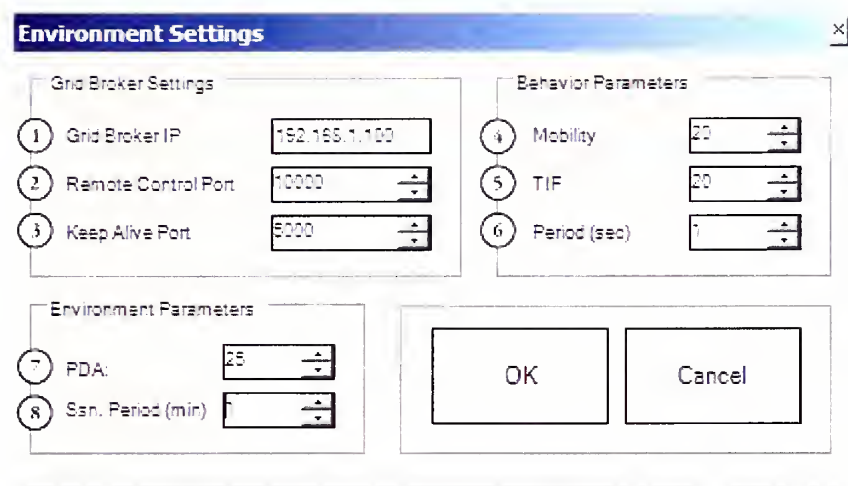 Environment Settings
Grid Broker Settings
1 Grid Broker IP 192.168.1.100
2 Remote Control Port 10000
3 Keep Alive Port 5000
Behavior Parameters
4 Mobility 20
5 TIF 20
6 Period (sec) 1
Environment Parameters
7 PDA: 25
8 Ssn. Period (min)
OK
Cancel